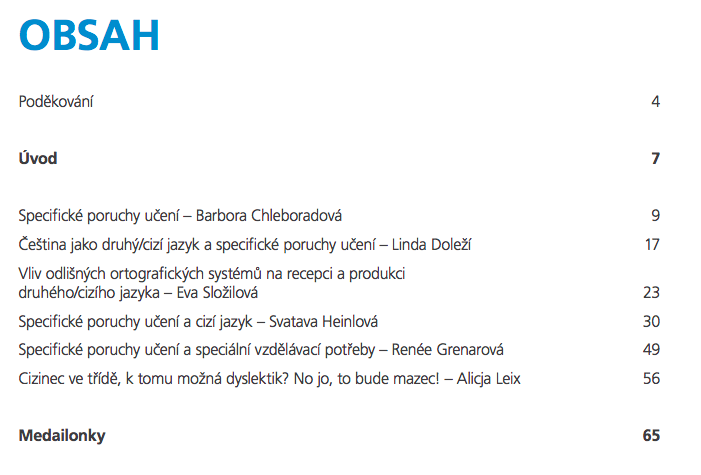 OBSAH
Poděkování 4
Úvod 7
Specifické poruchy učení – Barbora Chleboradová 9
Čeština jako druhý/cizí jazyk a specifické poruchy učení – Linda Doleží 17
Vliv odlišných ortografických systémů na recepci a produkci
druhého/cizího jazyka – Eva Složilová 23
Specifické poruchy učení a cizí jazyk – Svatava Heinlová 30
Specifické poruchy učení a speciální vzdělávací potřeby – Renée Grenarová 49
Cizinec ve třídě, k tomu možná dyslektik? No jo, to bude mazec! – Alicja Leix 56
Medailonky 65